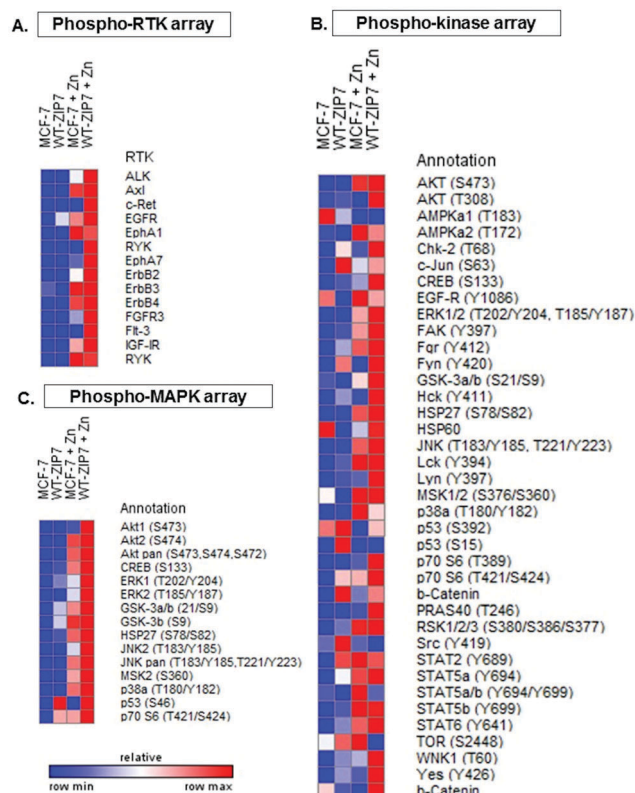 A. Phospho-RTK array
MCF-7
WT-ZIP7
MCF-7 + Zn
WT-ZIP7 + Zn
RTK
ALK
Axl
c-Ret
EGFR
EphA1
RYK
EphA7
ErbB2
ErbB3
ErbB4
FGFR3
Flt-3
IGF-IR
RYK
C. Phospho-MAPK array
MCF-7
WT-ZIP7
MCF-7 + Zn
WT-ZIP7 + Zn
Annotation
Akt1 (S473)
Akt2 (S474)
Akt pan (S473,S474,S472)
CREB (S133)
ERK1 (T202/Y204)
ERK2 (T185/Y187)
GSK-3a/b (21/S9)
GSK-3b (S9)
HSP27 (S78/S82)
JNK2 (T183/Y185)
JNK pan (T183/Y185,T221/Y223)
MSK2 (S360)
p38a (T180/Y182)
p53 (S46)
p70 S6 (T421/S424)
relative
row min
row max
B. Phospho-kinase array
MCF-7
WT-ZIP7
MCF-7 + Zn
WT-ZIP7 + Zn
Annotation
AKT (S473)
AKT (T308)
AMPKa1 (T183)
AMPKa2 (T172)
Chk-2 (T68)
c-Jun (S63)
CREB (S133)
EGF-R (Y1086)
ERK1/2 (T202/Y204, T185/Y187)
FAK (Y397)
Fgr (Y412)
Fyn (Y420)
GSK-3a/b (S21/S9)
Hck (Y411)
HSP27 (S78/S82)
HSP60
JNK (T183/Y185, T221/Y223)
Lck (Y394)
Lyn (Y397)
MSK1/2 (S376/S360)
p38a (T180/Y182)
p53 (S392)
p53 (S15)
p70 S6 (T389)
p70 S6 (T421/S424)
b-Catenin
PRAS40 (T246)
RSK1/2/3 (S380/S386/S377)
Src (Y419)
STAT2 (Y689)
STAT5a (Y694)
STAT5a/b (Y694/Y699)
STAT5b (Y699)
STAT6 (Y641)
TOR (S2448)
WNK1 (T60)
Yes (Y426)
b-Catenin